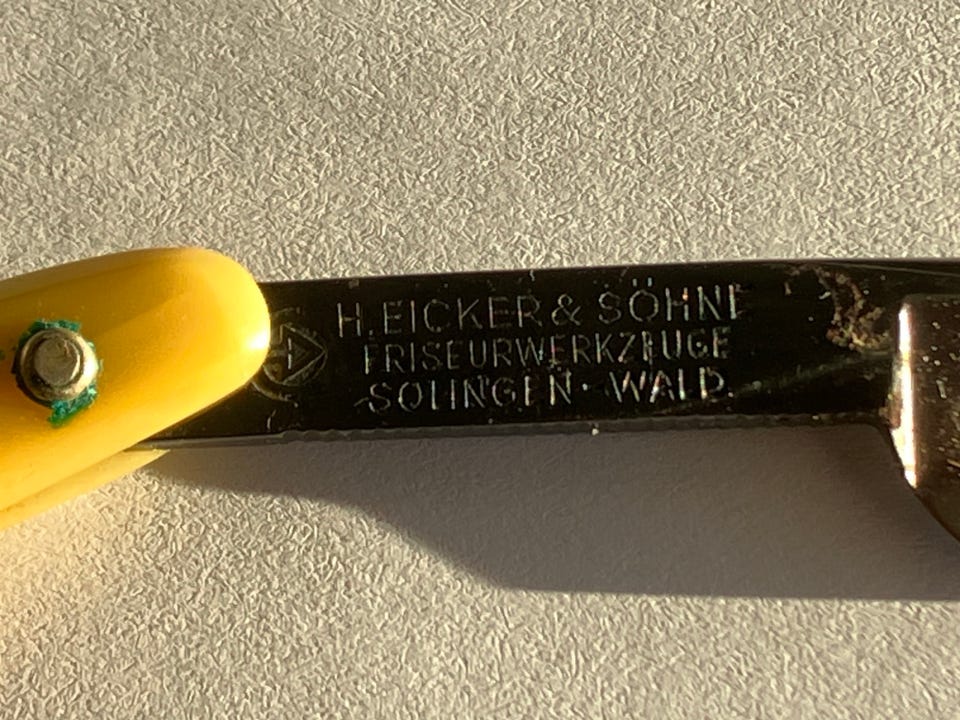 H. EICKER & SÖHNE
FRISEURWERKZEUGE
SOLINGEN · WALD.